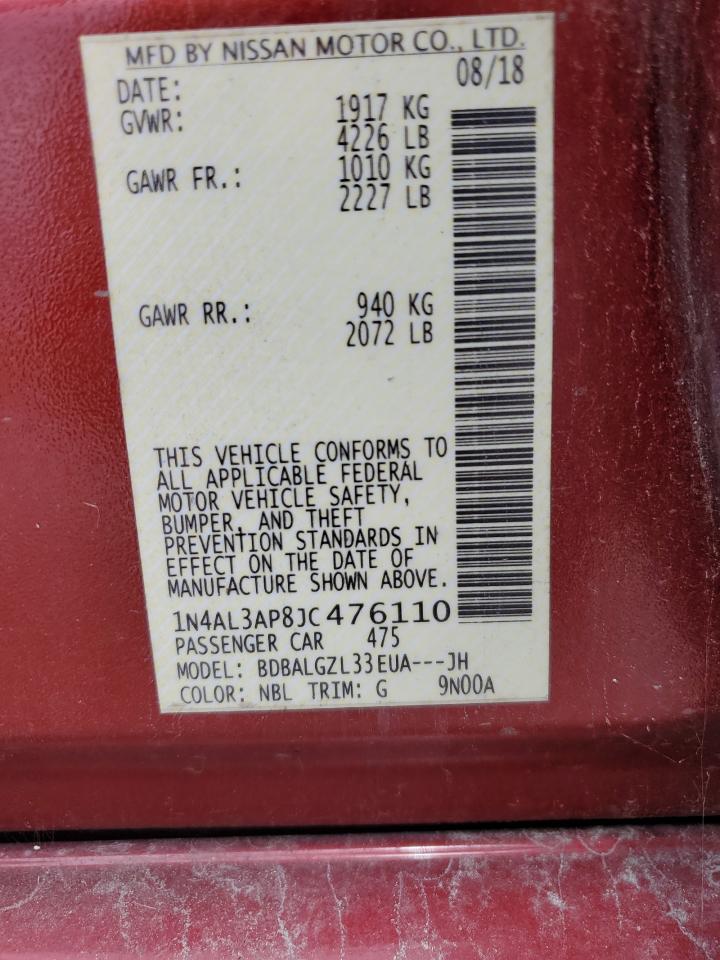 MFD BY NISSAN MOTOR CO., LTD.
DATE: 08/18
GVWR: 1917 KG
4226 LB
GAWR FR.: 1010 KG
2227 LB
GAWR RR.: 940 KG
2072 LB
THIS VEHICLE CONFORMS TO
ALL APPLICABLE FEDERAL
MOTOR VEHICLE SAFETY,
BUMPER, AND THEFT
PREVENTION STANDARDS IN
EFFECT ON THE DATE OF
MANUFACTURE SHOWN ABOVE.
1N4AL3AP8JC476110
PASSENGER CAR 475
MODEL: BDBALGZL33EUA---JH
COLOR: NBL TRIM: G 9N00A